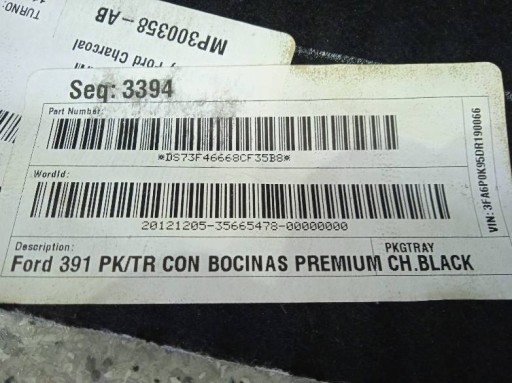 TURNO:
MP300358-AB
Ford Charcoal
Seq: 3394
Part Number:
*DS73F46668CF35B8*
WordId:
20121205-35665478-00000000
Description:
PKGTRAY
Ford 391 PK/TR CON BOCINAS PREMIUM CH.BLACK
VIN: 3FA6P0K95DR190066